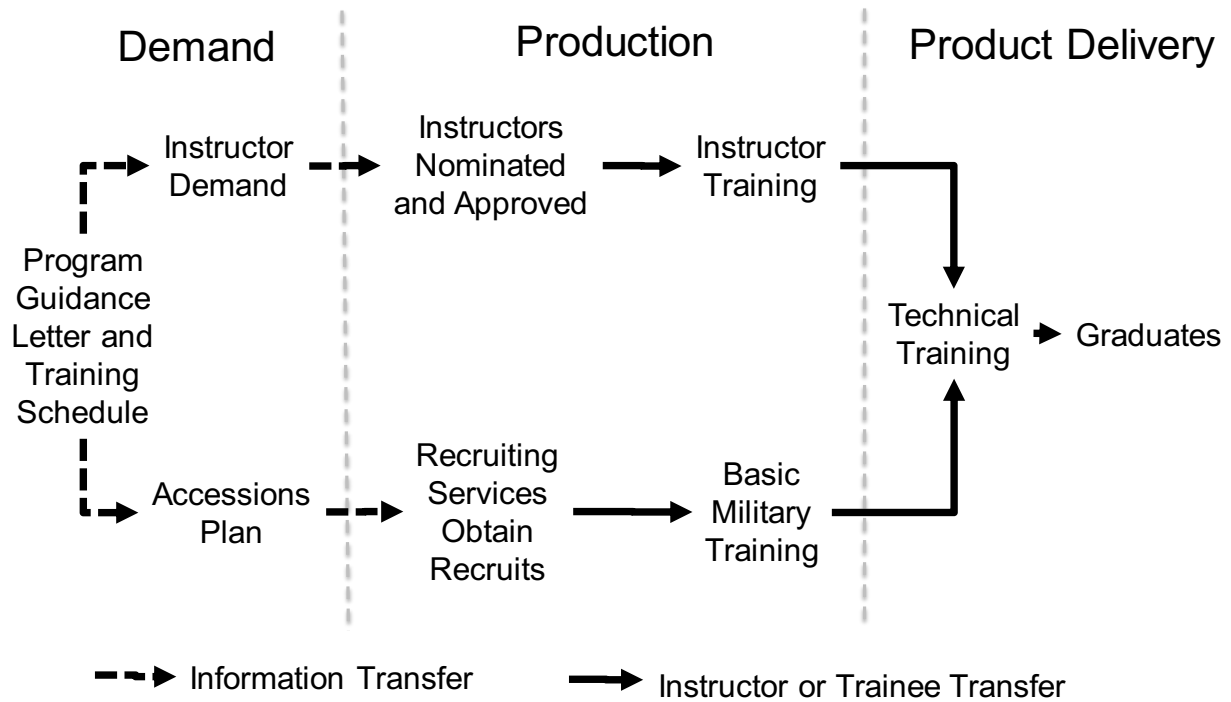 Demand
Production
Product Delivery
Instructor
Demand
Instructors
Nominated
and Approved
Instructor
Training
Program
Guidance
Letter and
Training
Schedule
Technical
Training
Graduates
Accessions
Plan
Recruiting
Services
Obtain
Recruits
Basic
Military
Training
Information Transfer
Instructor or Trainee Transfer